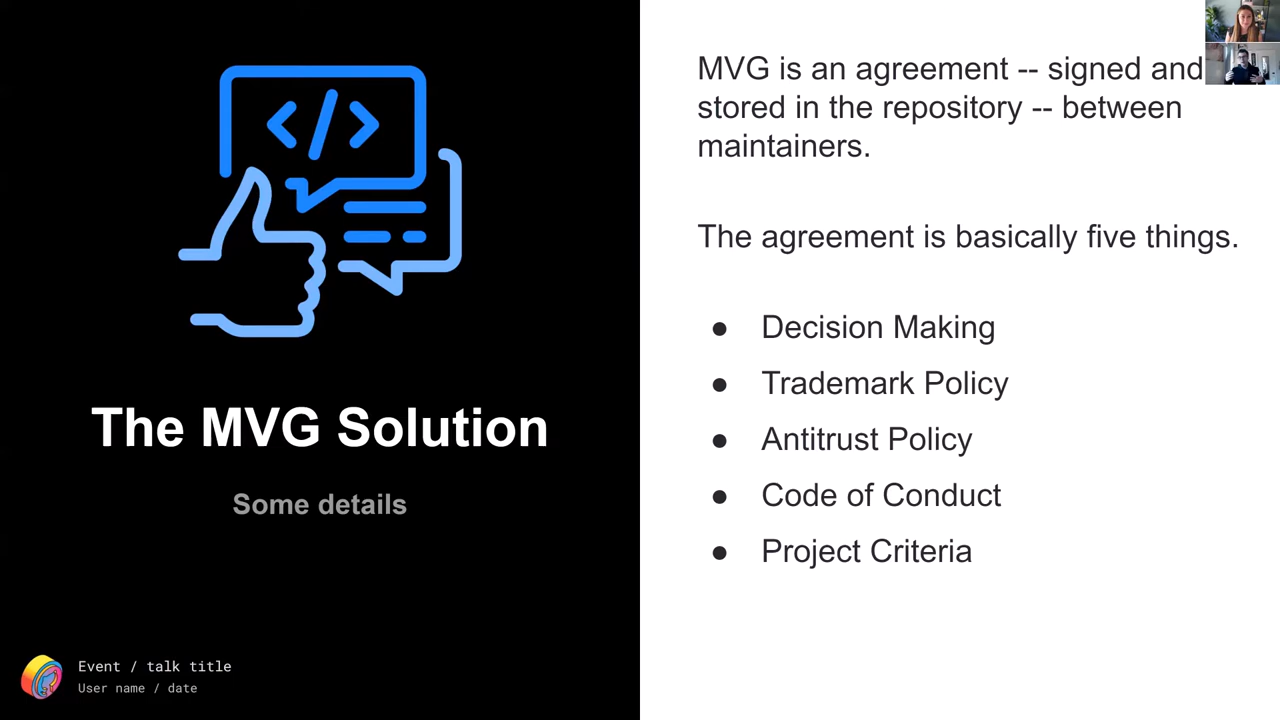 The MVG Solution
Some details
Event / talk title
User name / date
MVG is an agreement -- signed and
stored in the repository -- between
maintainers.
The agreement is basically five things.
● Decision Making
● Trademark Policy
● Antitrust Policy
● Code of Conduct
● Project Criteria